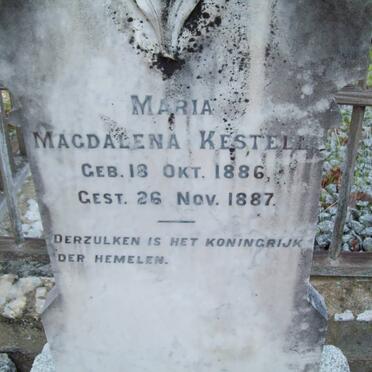 MARIA
MAGDALENA KESTELL
GEB. 18 OKT. 1886,
GEST. 26 NOV. 1887.
DERZULKEN IS HET KONINGRIJK
DER HEMELEN.